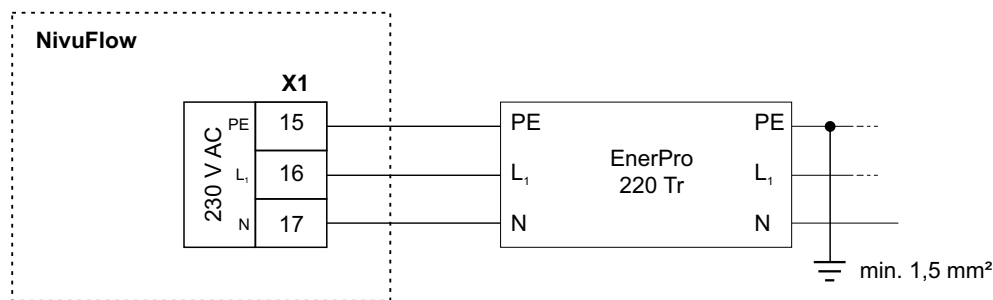 NivuFlow
X1
230 V AC
PE 15
L₁ 16
N 17
PE
L₁
N
EnerPro
220 Tr
PE
L₁
N
min. 1,5 mm²